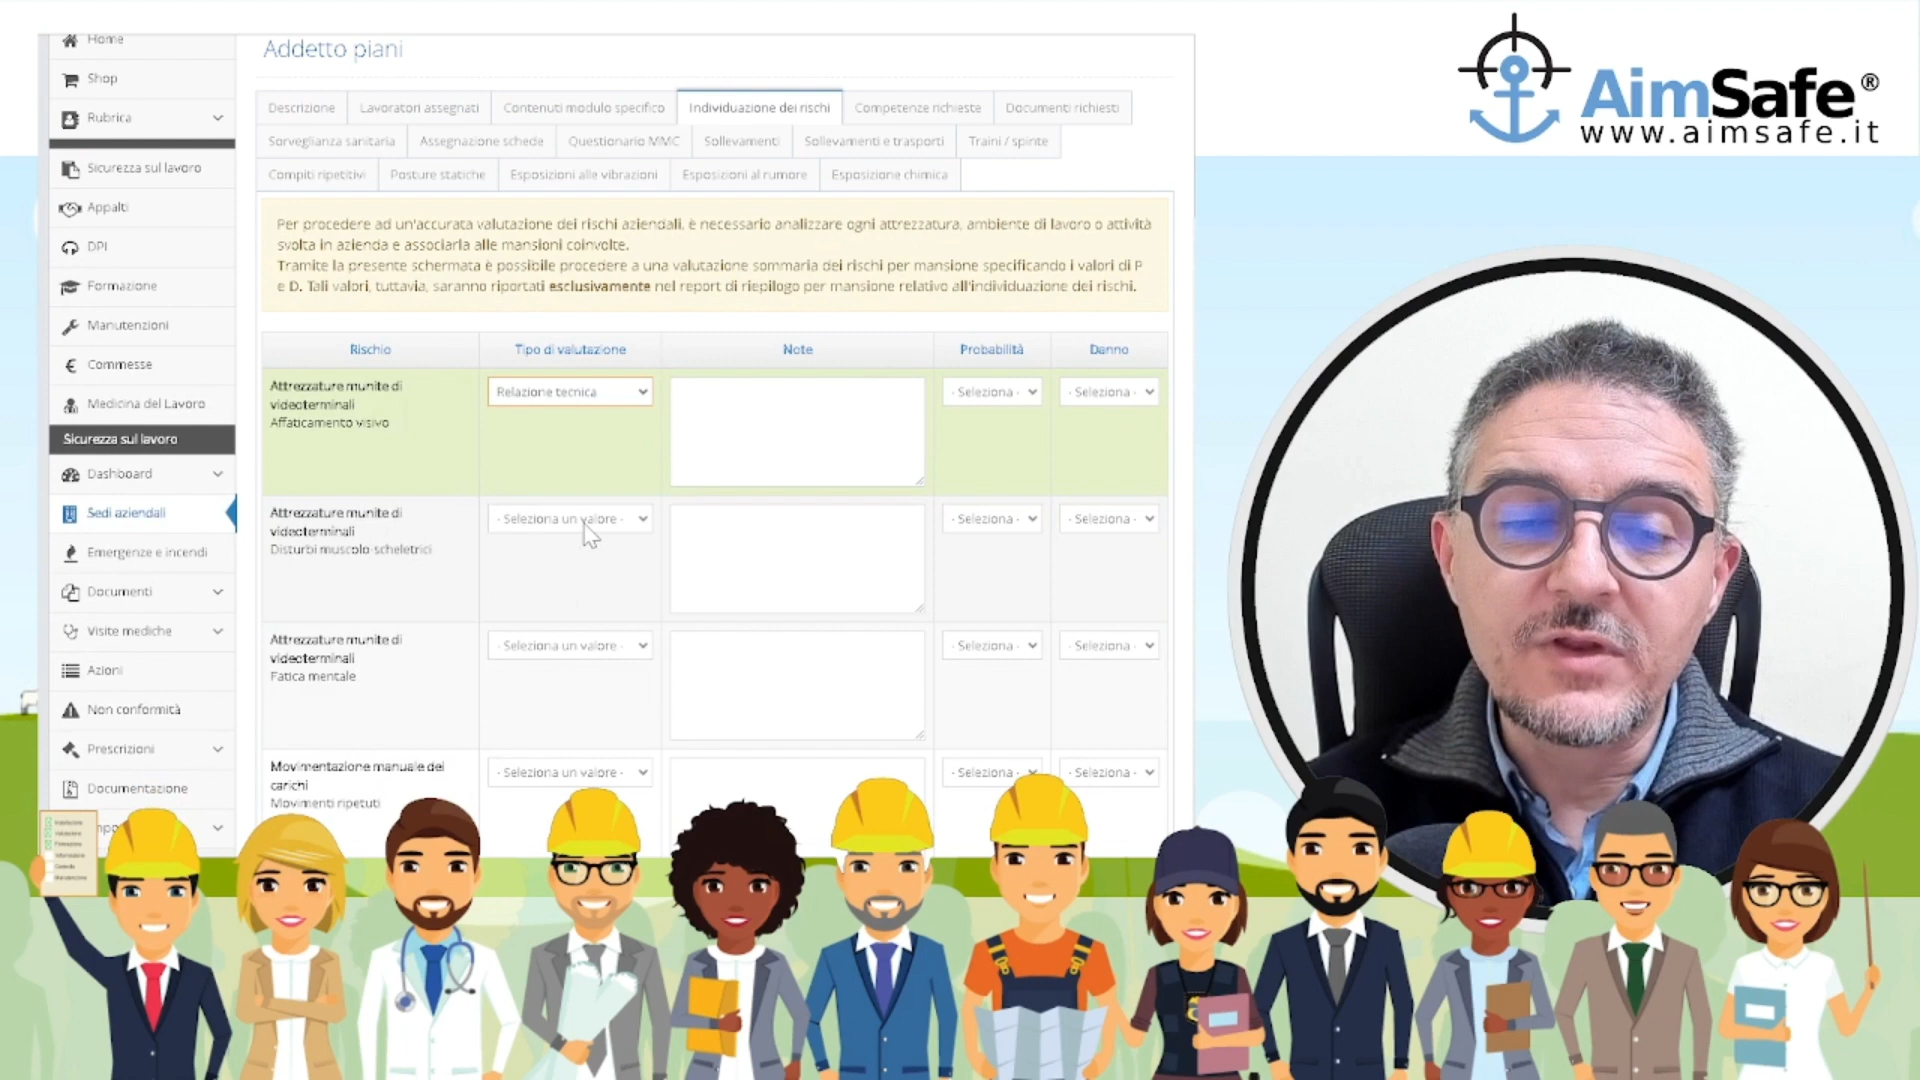 Home
Shop
Rubrica
Sicurezza sul lavoro
Appalti
DPI
Formazione
Manutenzioni
Commesse
Medicina del Lavoro
Sicurezza sul lavoro
Dashboard
Sedi aziendali
Emergenze e incendi
Documenti
Visite mediche
Azioni
Non conformità
Prescrizioni
Documentazione
Addetto piani
Descrizione
Lavoratori assegnati
Contenuti modulo specifico
Individuazione dei rischi
Competenze richieste
Documenti richiesti
Sorveglianza sanitaria
Assegnazione schede
Questionario MMC
Sollevamenti
Sollevamenti e trasporti
Traini / spinte
Compiti ripetitivi
Posture statiche
Esposizioni alle vibrazioni
Esposizioni al rumore
Esposizione chimica
Per procedere ad un'accurata valutazione dei rischi aziendali, è necessario analizzare ogni attrezzatura, ambiente di lavoro o attività
svolta in azienda e associarla alle mansioni coinvolte.
Tramite la presente schermata è possibile procedere a una valutazione sommaria dei rischi per mansione specificando i valori di P
e D. Tali valori, tuttavia, saranno riportati esclusivamente nel report di riepilogo per mansione relativo all'individuazione dei rischi.
Rischio
Tipo di valutazione
Note
Probabilità
Danno
Attrezzature munite di
videoterminali
Affaticamento visivo
Relazione tecnica
- Seleziona -
- Seleziona -
Attrezzature munite di
videoterminali
Disturbi muscolo-scheletrici
- Seleziona un valore -
- Seleziona -
- Seleziona -
Attrezzature munite di
videoterminali
Fatica mentale
- Seleziona un valore -
- Seleziona -
- Seleziona -
Movimentazione manuale dei
carichi
Movimenti ripetuti
- Seleziona un valore -
- Seleziona -
- Seleziona -
AimSafe®
www.aimsafe.it